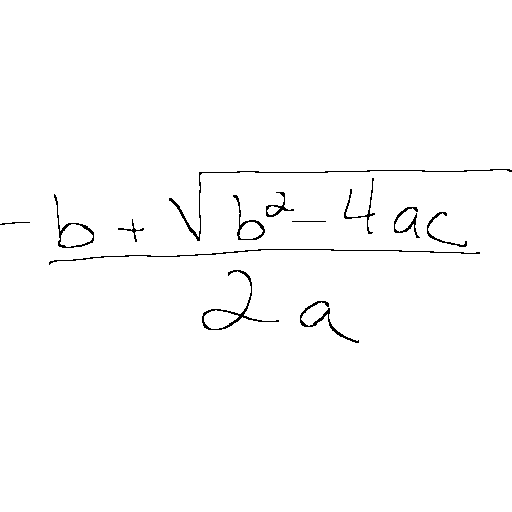 -b + √(b² - 4ac)
2a